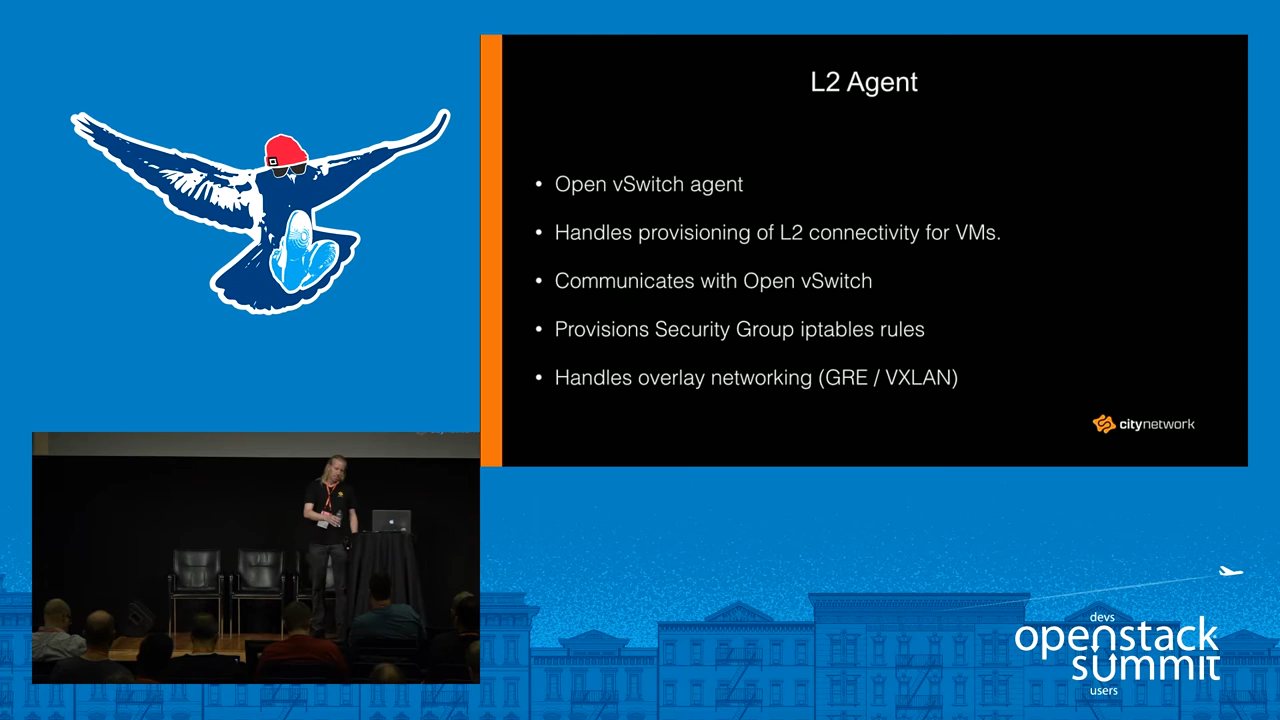 L2 Agent
• Open vSwitch agent
• Handles provisioning of L2 connectivity for VMs.
• Communicates with Open vSwitch
• Provisions Security Group iptables rules
• Handles overlay networking (GRE / VXLAN)
citynetwork
devs
openstack
summit
users